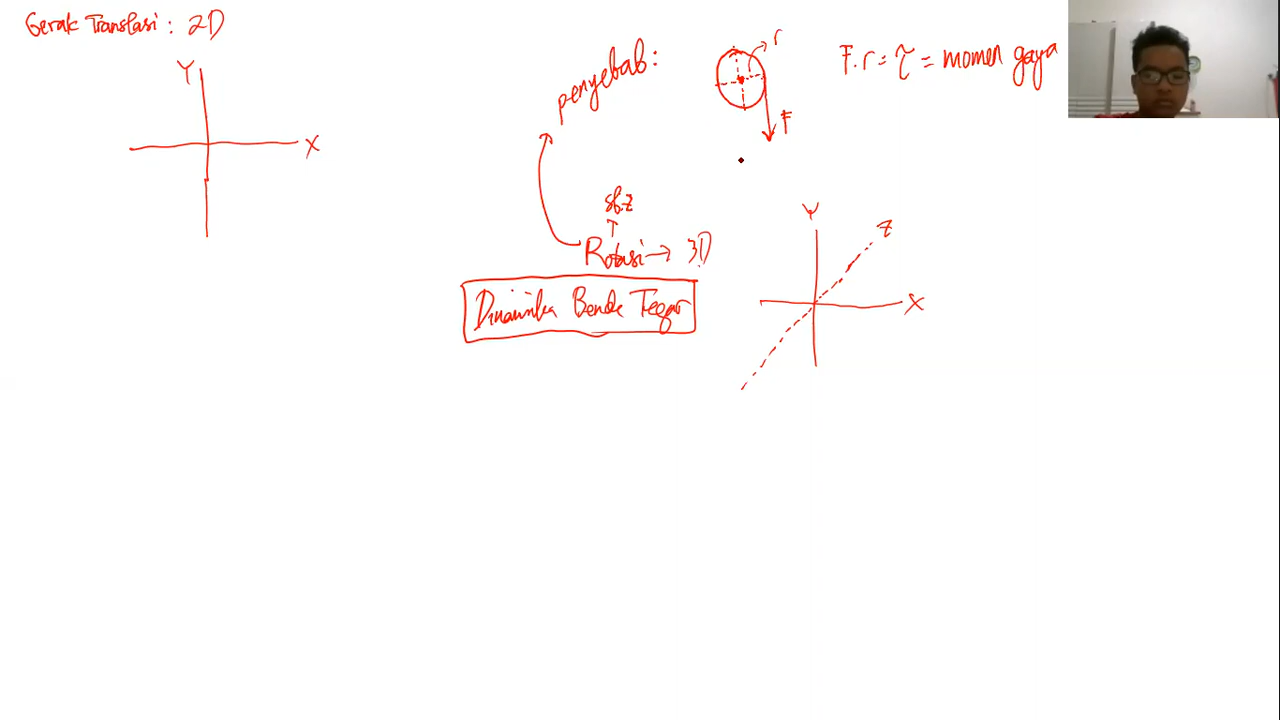 Gerak Translasi : 2D
Y
X
penyebab :
r
F
F. r = τ = momen gaya
sb. z
Rotasi → 3D
Dinamika Benda Tegar
Y
Z
X